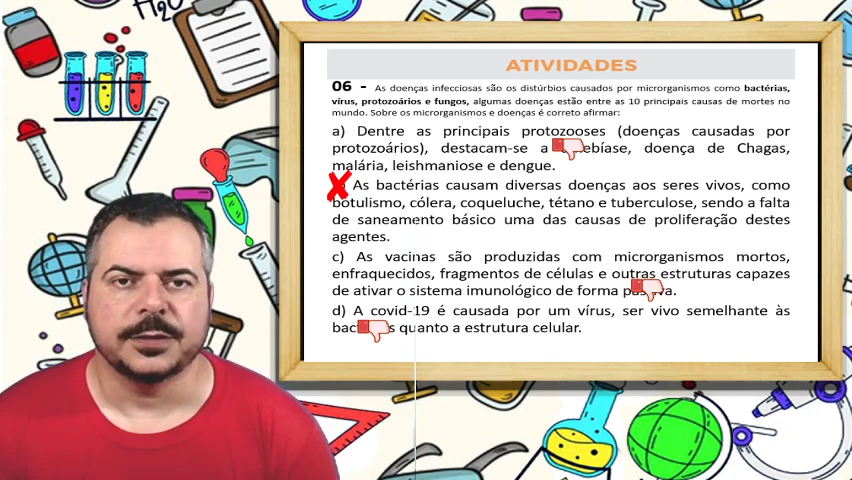 H₂O
ATIVIDADES
06 - As doenças infecciosas são os distúrbios causados por microrganismos como bactérias,
vírus, protozoários e fungos, algumas doenças estão entre as 10 principais causas de mortes no
mundo. Sobre os microrganismos e doenças é correto afirmar:
a) Dentre as principais protozooses (doenças causadas por
protozoários), destacam-se a doença de Chagas,
malária, leishmaniose e dengue.
As bactérias causam diversas doenças aos seres vivos, como
botulismo, cólera, coqueluche, tétano e tuberculose, sendo a falta
de saneamento básico uma das causas de proliferação destes
agentes.
c) As vacinas são produzidas com microrganismos mortos,
enfraquecidos, fragmentos de células e outras estruturas capazes
de ativar o sistema imunológico de forma
d) A covid-19 é causada por um vírus, ser vivo semelhante às
quanto a estrutura celular.